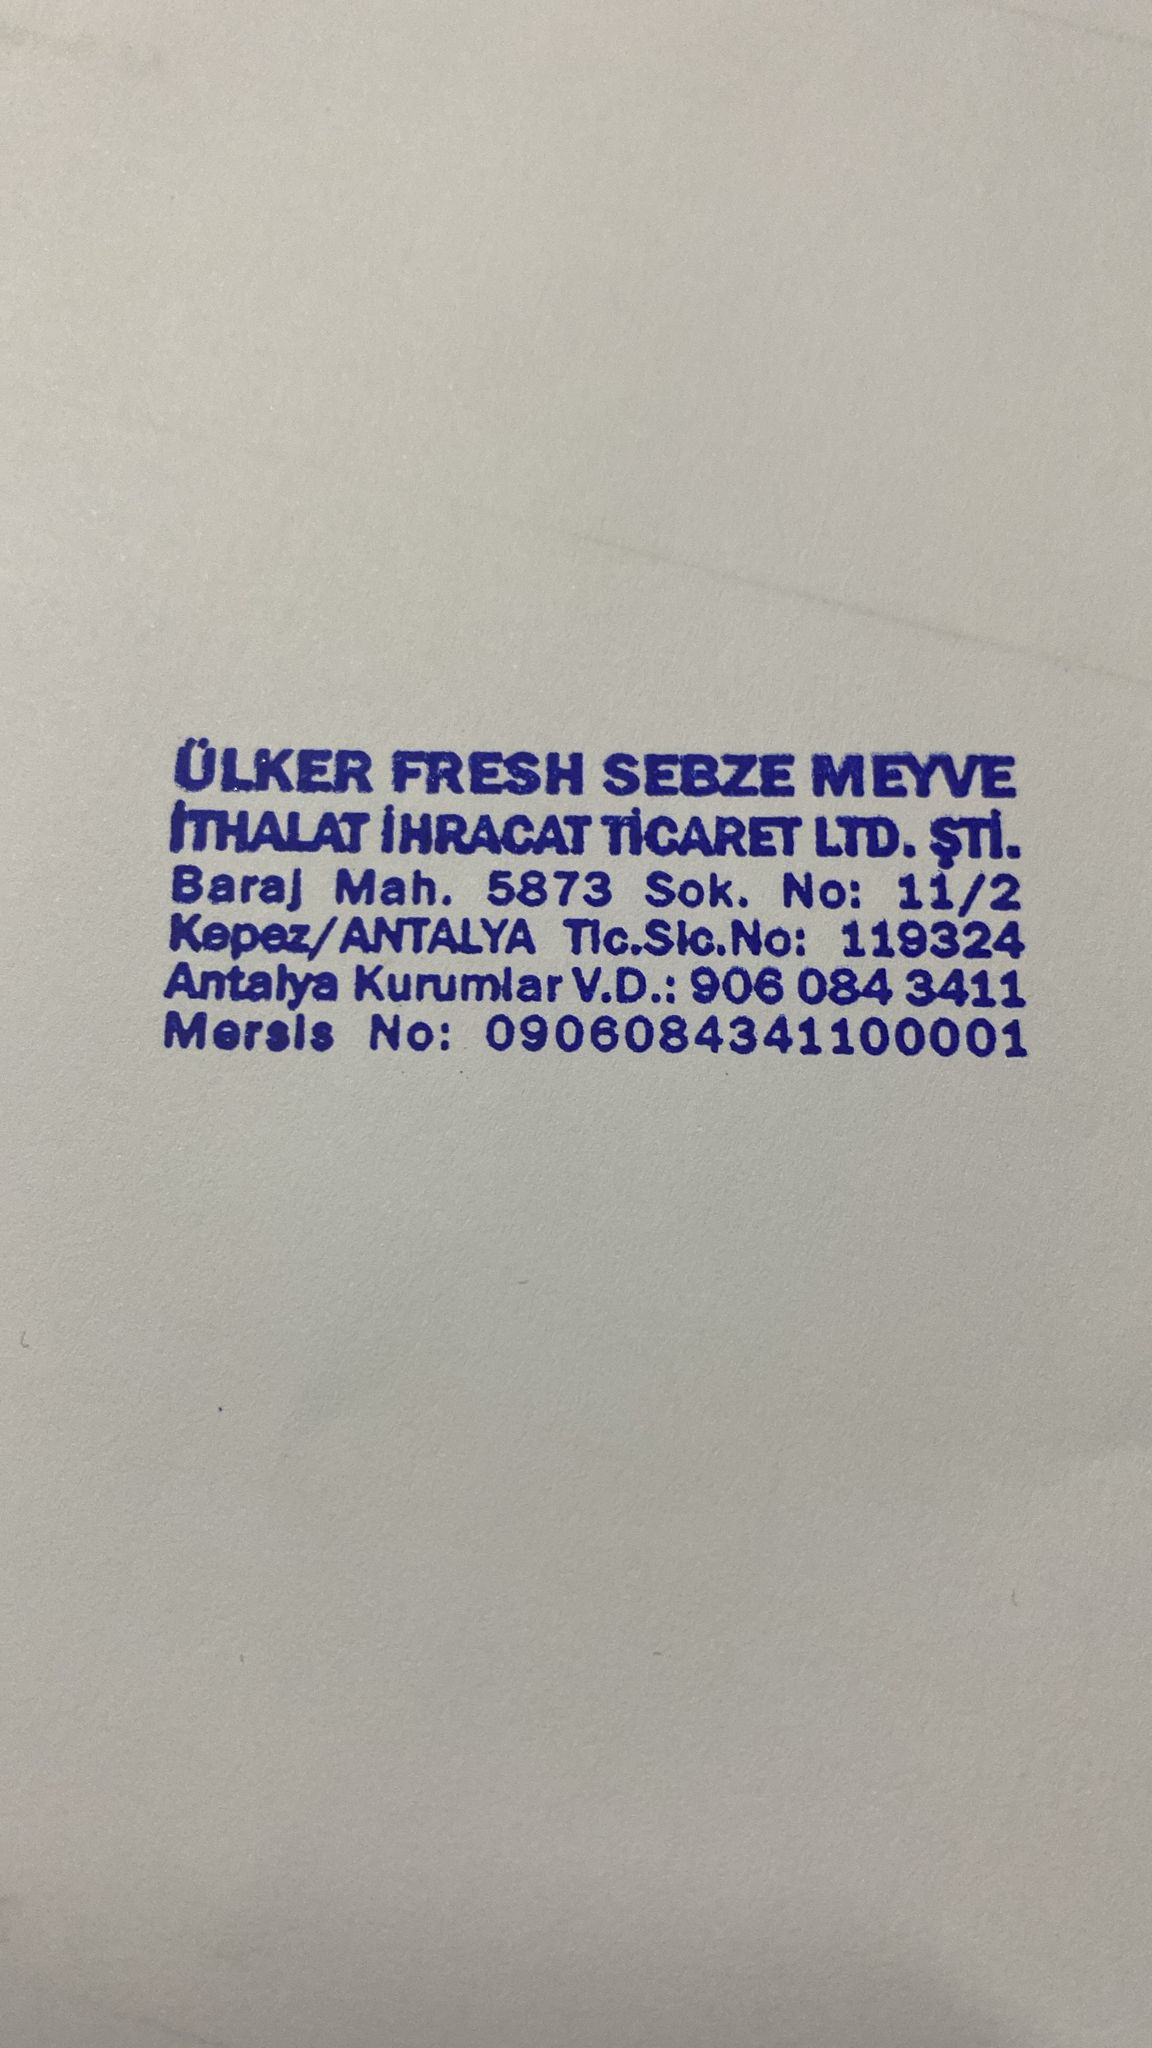 ÜLKER FRESH SEBZE MEYVE
İTHALAT İHRACAT TİCARET LTD. ŞTİ.
Baraj Mah. 5873 Sok. No: 11/2
Kepez/ANTALYA Tic.Sic.No: 119324
Antalya Kurumlar V.D.: 906 084 3411
Mersis No: 0906084341100001